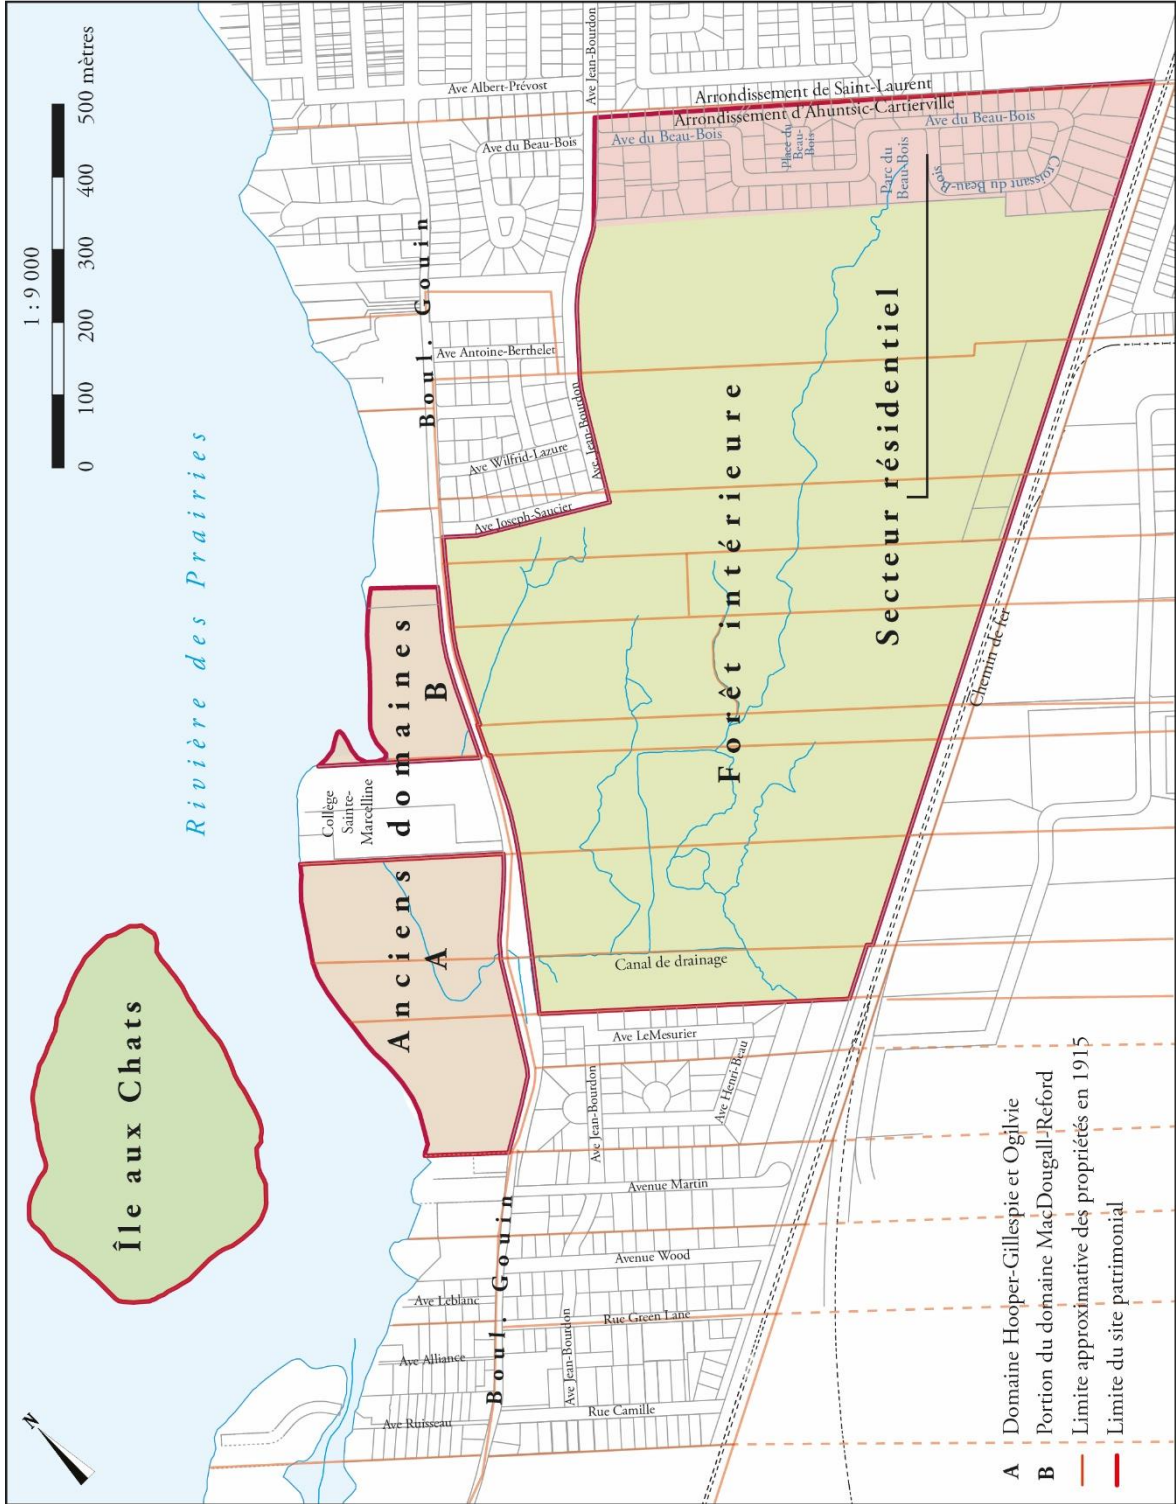 1 : 9 000
0 100 200 300 400 500 mètres
N
Rivière des Prairies
Île aux Chats
Anciens domaines
A
B
Collège
Sainte-
Marcelline
Boul. Gouin
Boul. Gouin
Forêt intérieure
Secteur résidentiel
Canal de drainage
Chemin de fer
Arrondissement de Saint-Laurent
Arrondissement d'Ahuntsic-Cartierville
Ave Albert-Prévost
Ave Jean-Bourdon
Ave du Beau-Bois
Ave du Beau-Bois
Place du
Beau-
Bois
Parc du
Beau-Bois
Ave du Beau-Bois
Croissant du Beau-Bois
Ave Antoine-Berthelet
Ave Wilfrid-Lazure
Ave Jean-Bourdon
Ave Joseph-Saucier
Ave LeMesurier
Ave Jean-Bourdon
Ave Henri-Beau
Avenue Martin
Avenue Wood
Ave Leblanc
Rue Green Lane
Ave Alliance
Ave Jean-Bourdon
Ave Ruisseau
Rue Camille
A Domaine Hooper-Gillespie et Ogilvie
B Portion du domaine MacDougall-Reford
Limite approximative des propriétés en 1915
Limite du site patrimonial